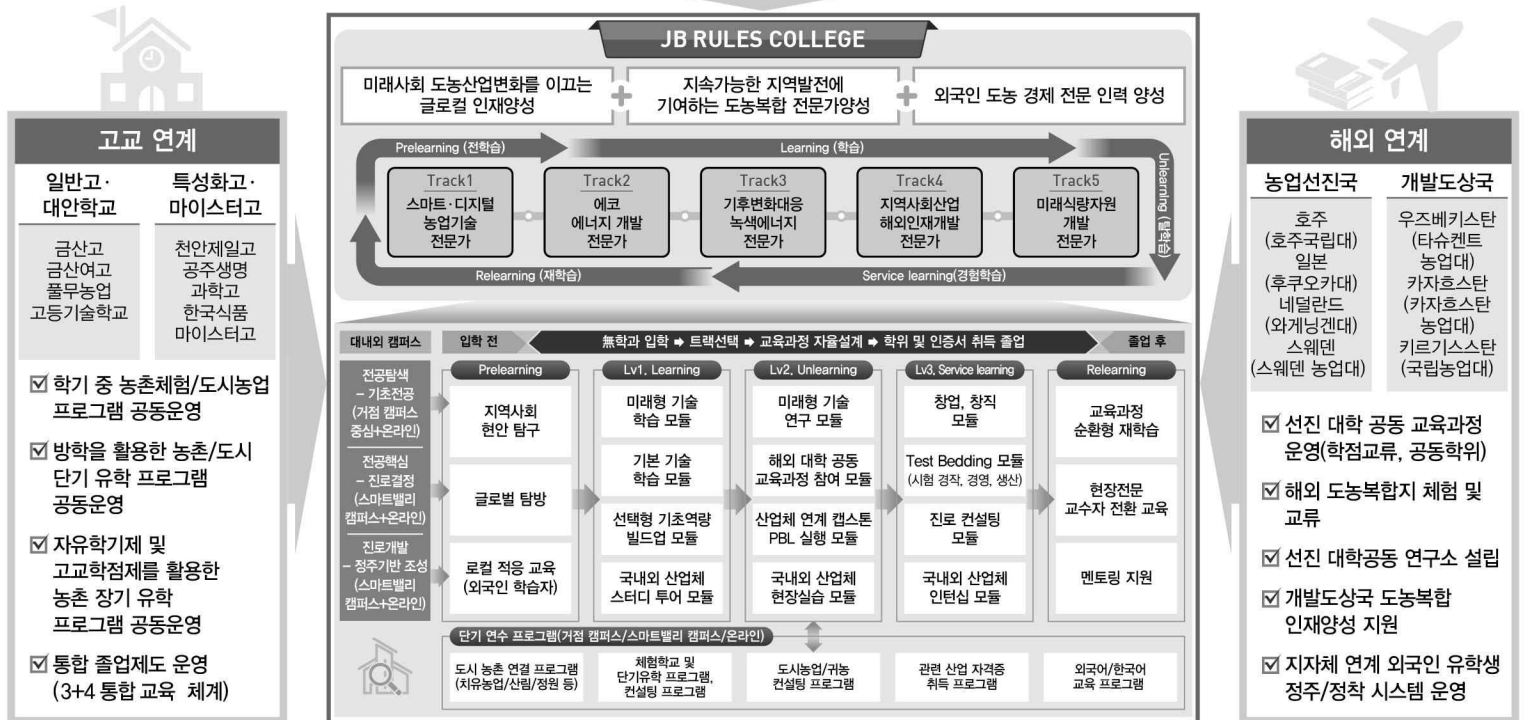 JB RULES COLLEGE
미래사회 도농산업변화를 이끄는
글로컬 인재양성
지속가능한 지역발전에
기여하는 도농복합 전문가양성
외국인 도농 경제 전문 인력 양성
Prelearning (전학습)
Learning (학습)
Unlearning (탈학습)
Service learning(경험학습)
Relearning (재학습)
Track1
스마트·디지털
농업기술
전문가
Track2
에코
에너지 개발
전문가
Track3
기후변화대응
녹색에너지
전문가
Track4
지역사회산업
해외인재개발
전문가
Track5
미래식량자원
개발
전문가
고교 연계
일반고·
대안학교
금산고
금산여고
풀무농업
고등기술학교
특성화고·
마이스터고
천안제일고
공주생명
과학고
한국식품
마이스터고
☑ 학기 중 농촌체험/도시농업
프로그램 공동운영
☑ 방학을 활용한 농촌/도시
단기 유학 프로그램
공동운영
☑ 자유학기제 및
고교학점제를 활용한
농촌 장기 유학
프로그램 공동운영
☑ 통합 졸업제도 운영
(3+4 통합 교육 체계)
대내외 캠퍼스
입학 전
無학과 입학 ➡ 트랙선택 ➡ 교육과정 자율설계 ➡ 학위 및 인증서 취득 졸업
졸업 후
전공탐색
– 기초전공
(거점 캠퍼스
중심+온라인)
전공핵심
– 진로결정
(스마트밸리
캠퍼스+온라인)
진로개발
– 정주기반 조성
(스마트밸리
캠퍼스+온라인)
Prelearning
지역사회
현안 탐구
글로벌 탐방
로컬 적응 교육
(외국인 학습자)
Lv1, Learning
미래형 기술
학습 모듈
기본 기술
학습 모듈
선택형 기초역량
빌드업 모듈
국내외 산업체
스터디 투어 모듈
Lv2, Unlearning
미래형 기술
연구 모듈
해외 대학 공동
교육과정 참여 모듈
산업체 연계 캡스톤
PBL 실행 모듈
국내외 산업체
현장실습 모듈
Lv3, Service learning
창업, 창직
모듈
Test Bedding 모듈
(시험 경작, 경영, 생산)
진로 컨설팅
모듈
국내외 산업체
인턴십 모듈
Relearning
교육과정
순환형 재학습
현장전문
교수자 전환 교육
멘토링 지원
단기 연수 프로그램(거점 캠퍼스/스마트밸리 캠퍼스/온라인)
도시 농촌 연결 프로그램
(치유농업/산림/정원 등)
체험학교 및
단기유학 프로그램,
컨설팅 프로그램
도시농업/귀농
컨설팅 프로그램
관련 산업 자격증
취득 프로그램
외국어/한국어
교육 프로그램
해외 연계
농업선진국
호주
(호주국립대)
일본
(후쿠오카대)
네덜란드
(와게닝겐대)
스웨덴
(스웨덴 농업대)
개발도상국
우즈베키스탄
(타슈켄트
농업대)
카자흐스탄
(카자흐스탄
농업대)
키르기스스탄
(국립농업대)
☑ 선진 대학 공동 교육과정
운영(학점교류, 공동학위)
☑ 해외 도농복합지 체험 및
교류
☑ 선진 대학공동 연구소 설립
☑ 개발도상국 도농복합
인재양성 지원
☑ 지자체 연계 외국인 유학생
정주/정착 시스템 운영